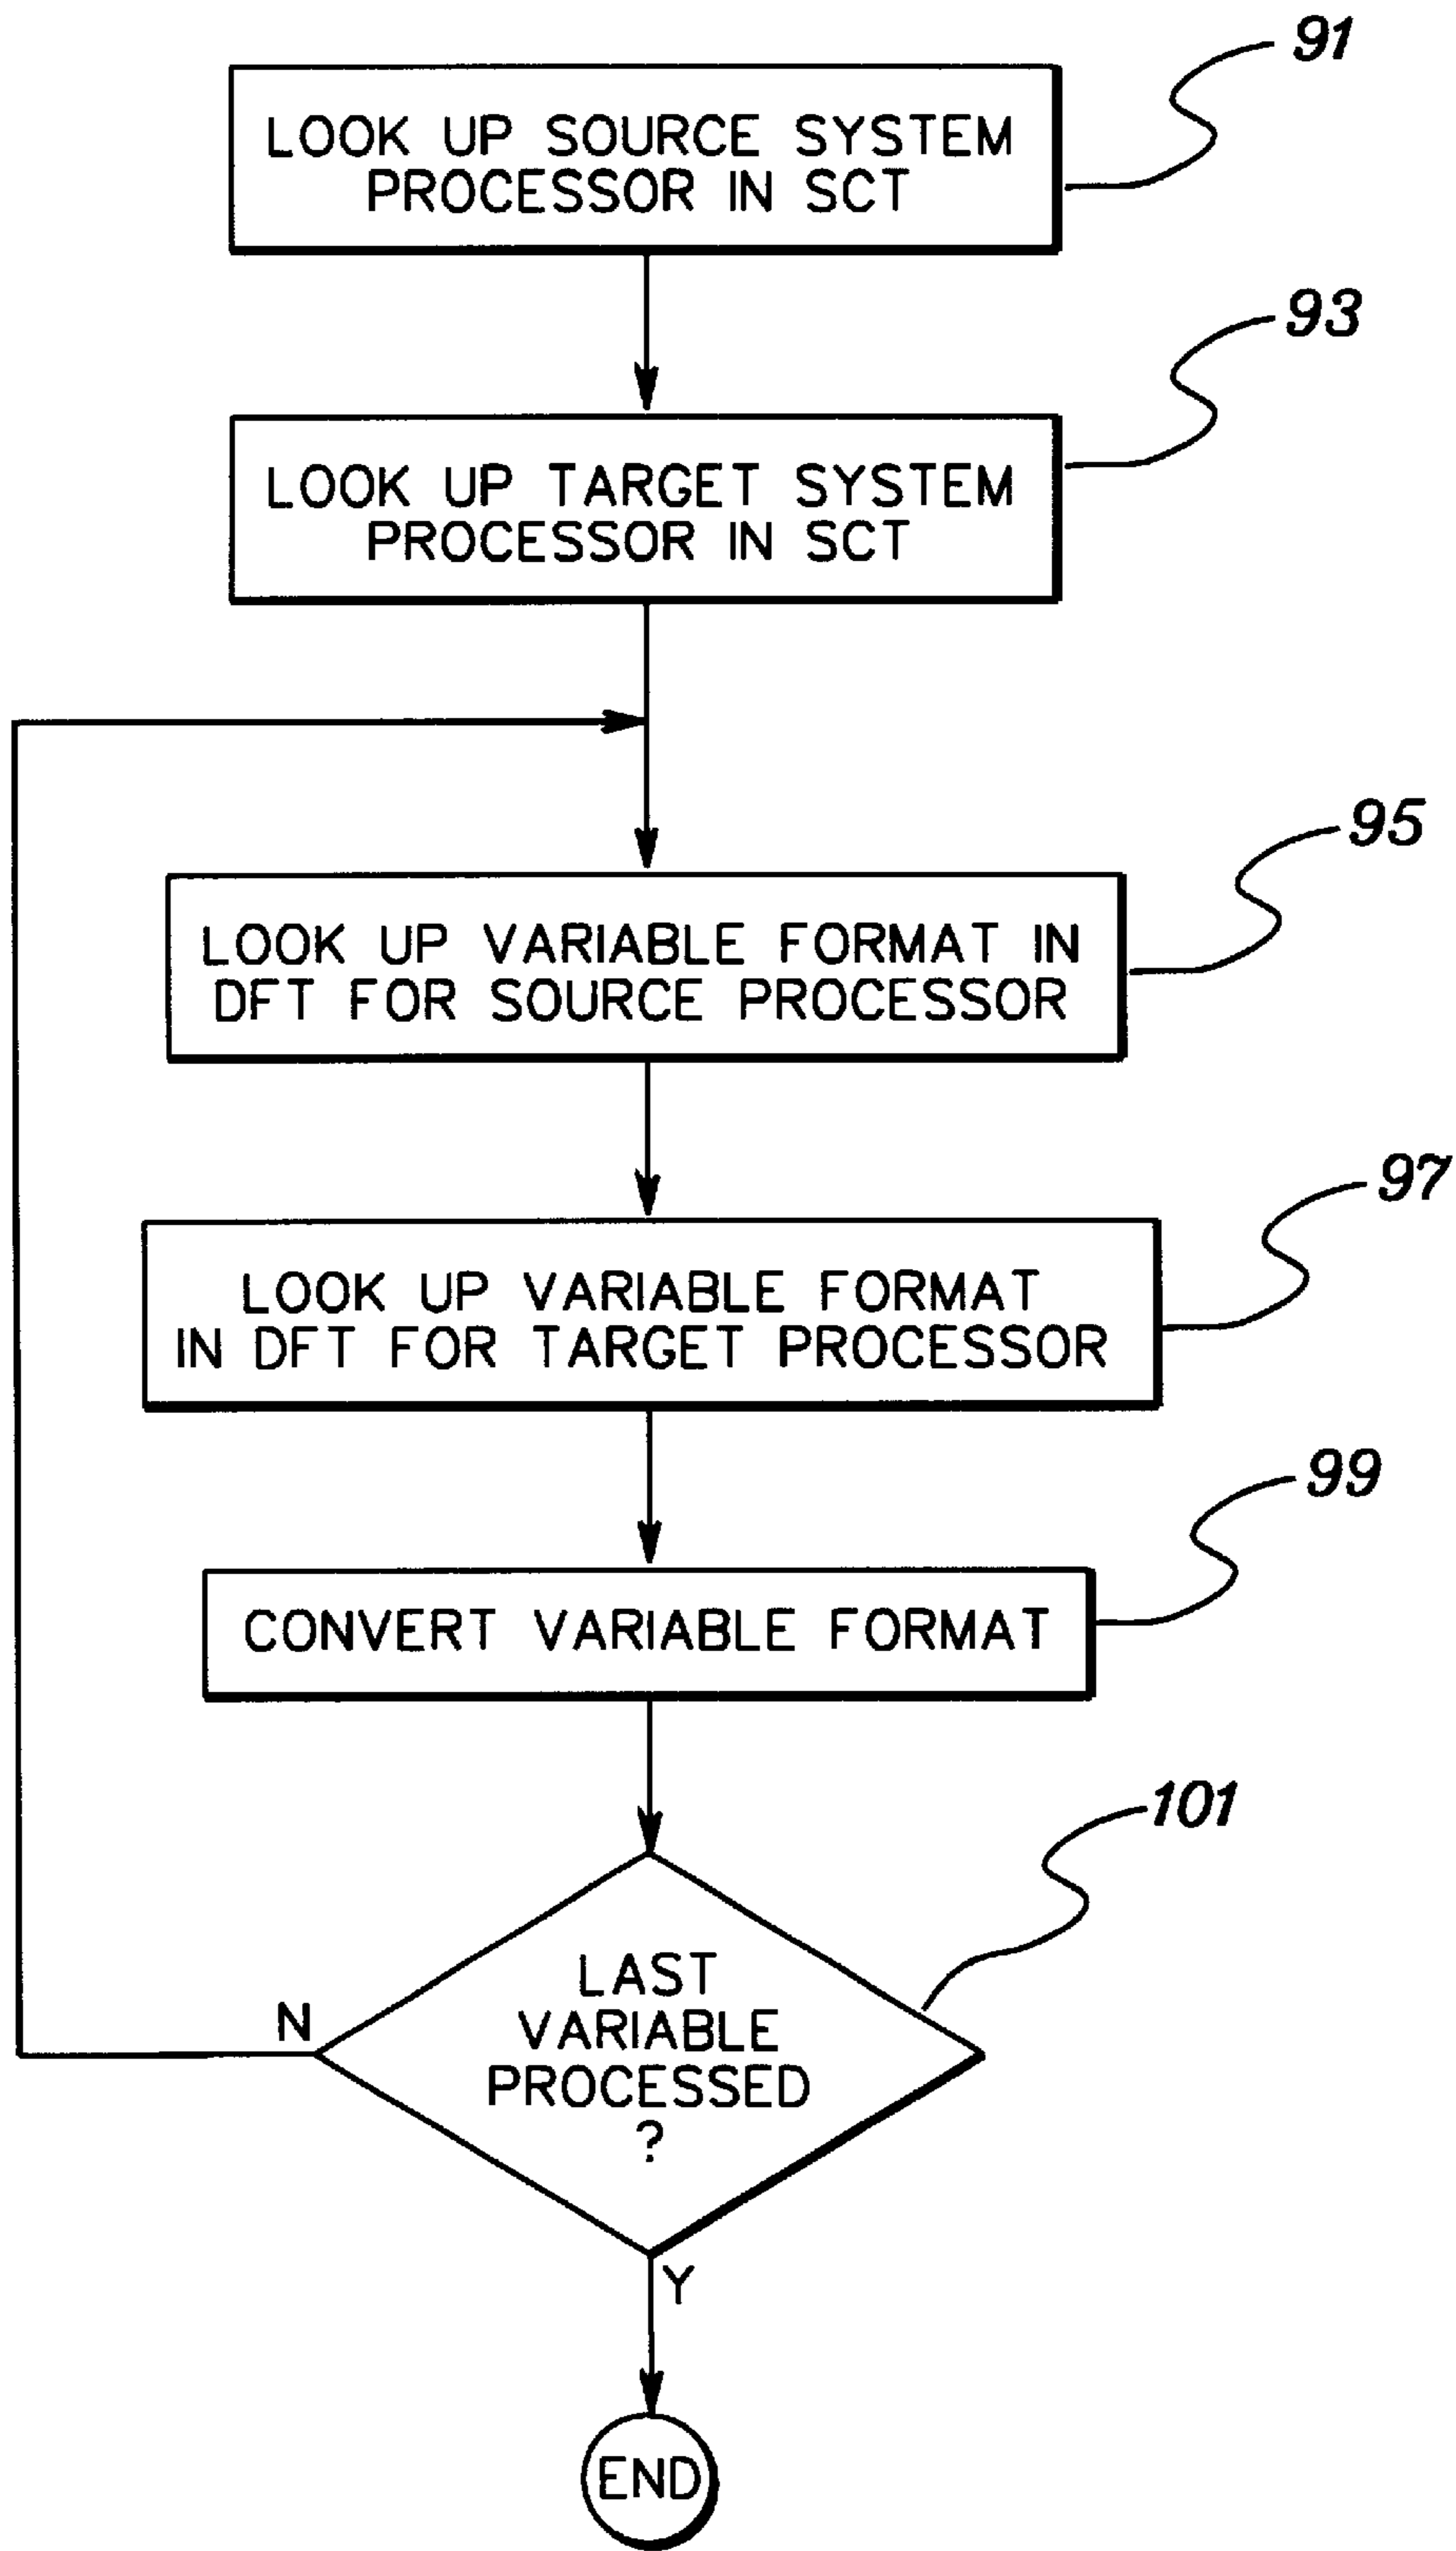 91
LOOK UP SOURCE SYSTEM
PROCESSOR IN SCT
93
LOOK UP TARGET SYSTEM
PROCESSOR IN SCT
95
LOOK UP VARIABLE FORMAT IN
DFT FOR SOURCE PROCESSOR
97
LOOK UP VARIABLE FORMAT
IN DFT FOR TARGET PROCESSOR
99
CONVERT VARIABLE FORMAT
101
LAST
VARIABLE
PROCESSED
?
N
Y
END